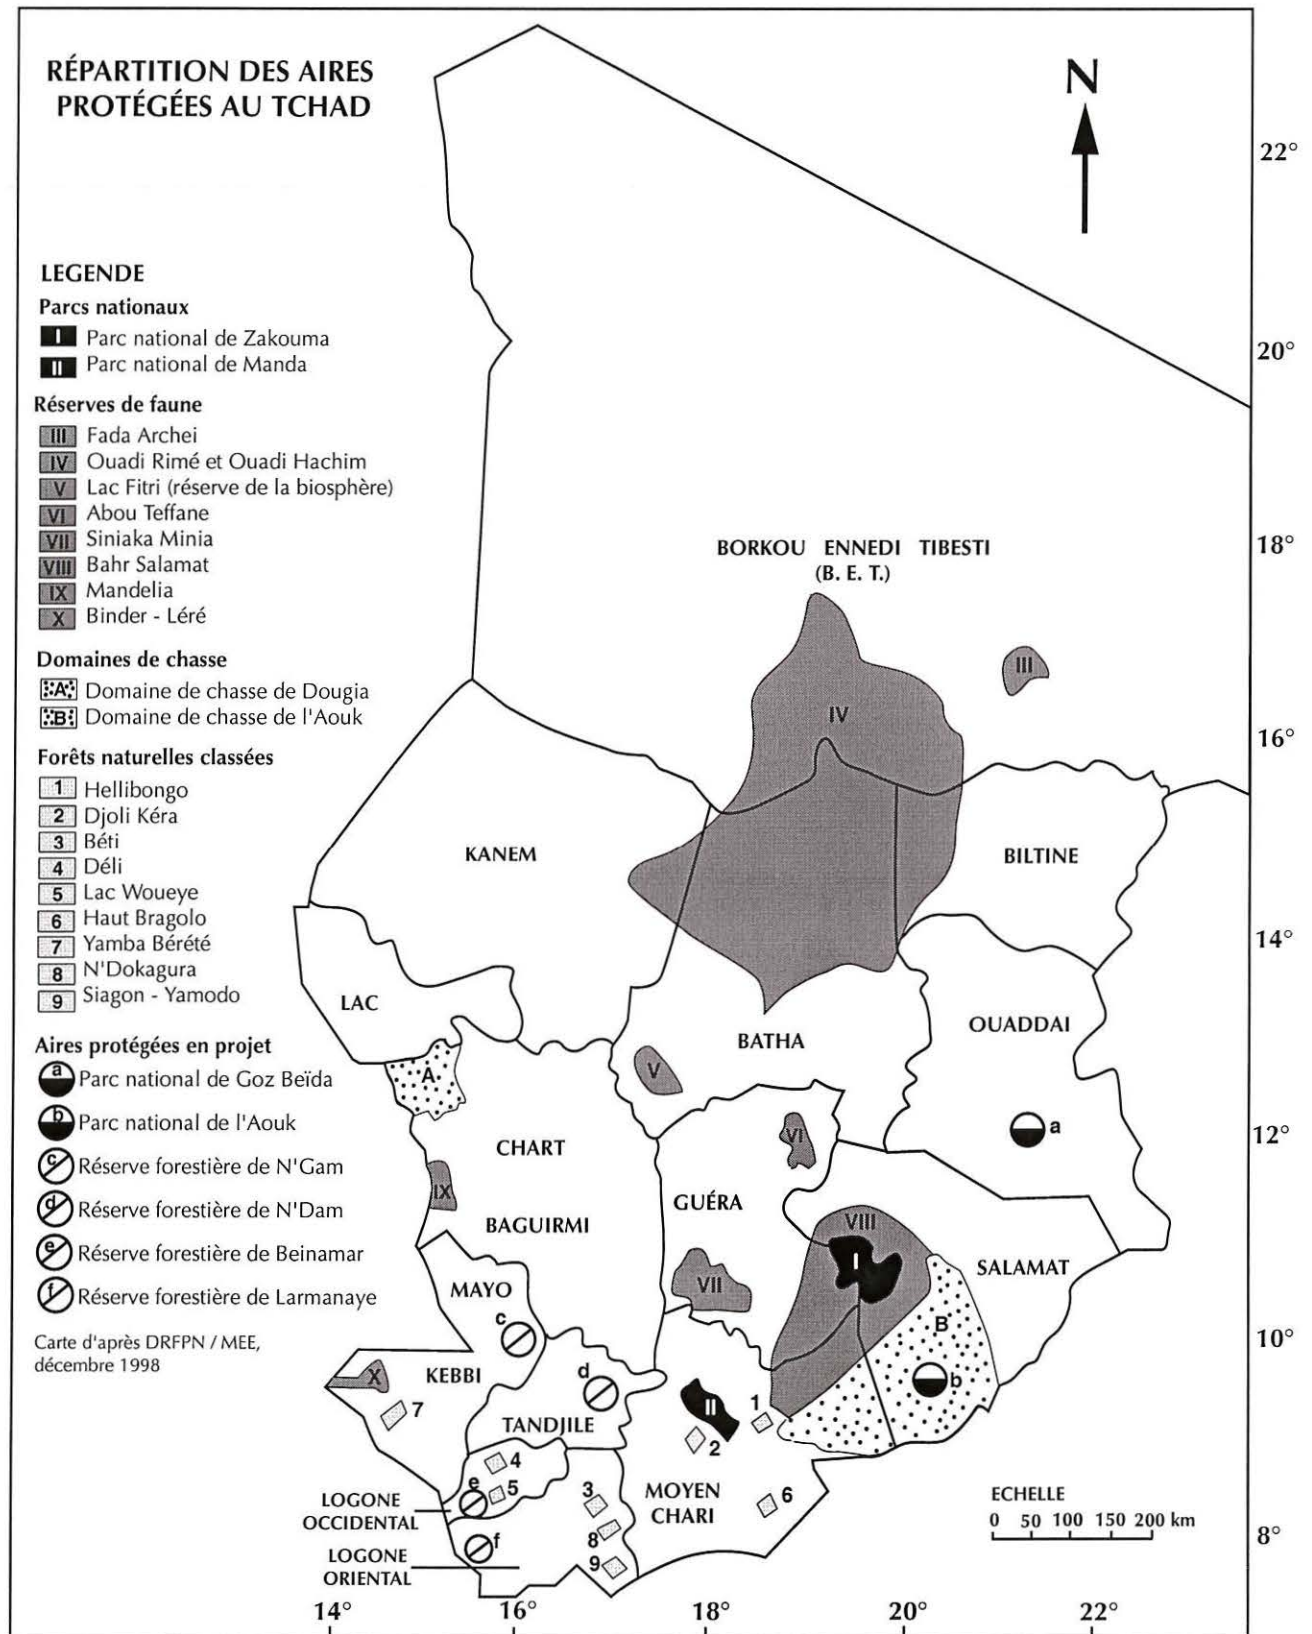 RÉPARTITION DES AIRES
PROTÉGÉES AU TCHAD
N
LEGENDE
Parcs nationaux
I Parc national de Zakouma
II Parc national de Manda
Réserves de faune
III Fada Archei
IV Ouadi Rimé et Ouadi Hachim
V Lac Fitri (réserve de la biosphère)
VI Abou Teffane
VII Siniaka Minia
VIII Bahr Salamat
IX Mandelia
X Binder - Léré
Domaines de chasse
A Domaine de chasse de Dougia
B Domaine de chasse de l'Aouk
Forêts naturelles classées
1 Hellibongo
2 Djoli Kéra
3 Béti
4 Déli
5 Lac Woueye
6 Haut Bragolo
7 Yamba Bérété
8 N'Dokagura
9 Siagon - Yamodo
Aires protégées en projet
a Parc national de Goz Beïda
b Parc national de l'Aouk
c Réserve forestière de N'Gam
d Réserve forestière de N'Dam
e Réserve forestière de Beinamar
f Réserve forestière de Larmanaye
Carte d'après DRFPN / MEE,
décembre 1998
22°
20°
18°
16°
14°
12°
10°
8°
BORKOU ENNEDI TIBESTI
(B. E. T.)
III
IV
KANEM
BILTINE
LAC
OUADDAI
BATHA
A
V
a
VI
CHART
BAGUIRMI
IX
GUÉRA
VIII
I
SALAMAT
VII
MAYO
c
B
X
KEBBI
d
b
7
II
1
TANDJILE
2
4
e
5
3
MOYEN
CHARI
6
LOGONE
OCCIDENTAL
f
8
9
LOGONE
ORIENTAL
ECHELLE
0 50 100 150 200 km
14° 16° 18° 20° 22°